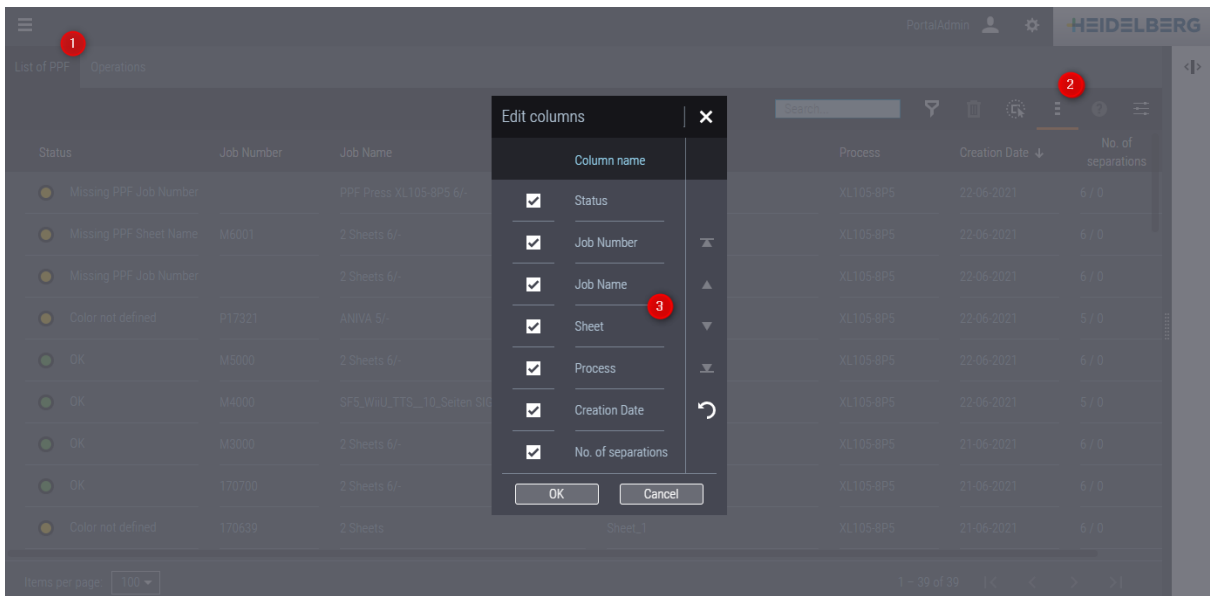 PortalAdmin HEIDELBERG
1
List of PPF Operations
2
Search
Edit columns
Column name
Status
Job Number
Job Name
3
Sheet
Process
Creation Date
No. of separations
OK Cancel
Status Job Number Job Name Process Creation Date No. of separations
Missing PPF Job Number PPF Press XL105-8P5 6/- XL105-8P5 22-06-2021 6 / 0
Missing PPF Sheet Name M6001 2 Sheets 6/- XL105-8P5 22-06-2021 6 / 0
Missing PPF Job Number 2 Sheets 6/- XL105-8P5 22-06-2021 6 / 0
Color not defined P17321 ANIVA 5/- XL105-8P5 22-06-2021 5 / 0
OK M5000 2 Sheets 6/- XL105-8P5 22-06-2021 6 / 0
OK M4000 XL105-8P5 22-06-2021 5 / 0
OK M3000 2 Sheets 6/- XL105-8P5 21-06-2021 6 / 0
OK 170700 2 Sheets 6/- XL105-8P5 21-06-2021 6 / 0
Color not defined 170639 2 Sheets Sheet_1 XL105-8P5 21-06-2021 6 / 0
Items per page: 100 1 – 39 of 39